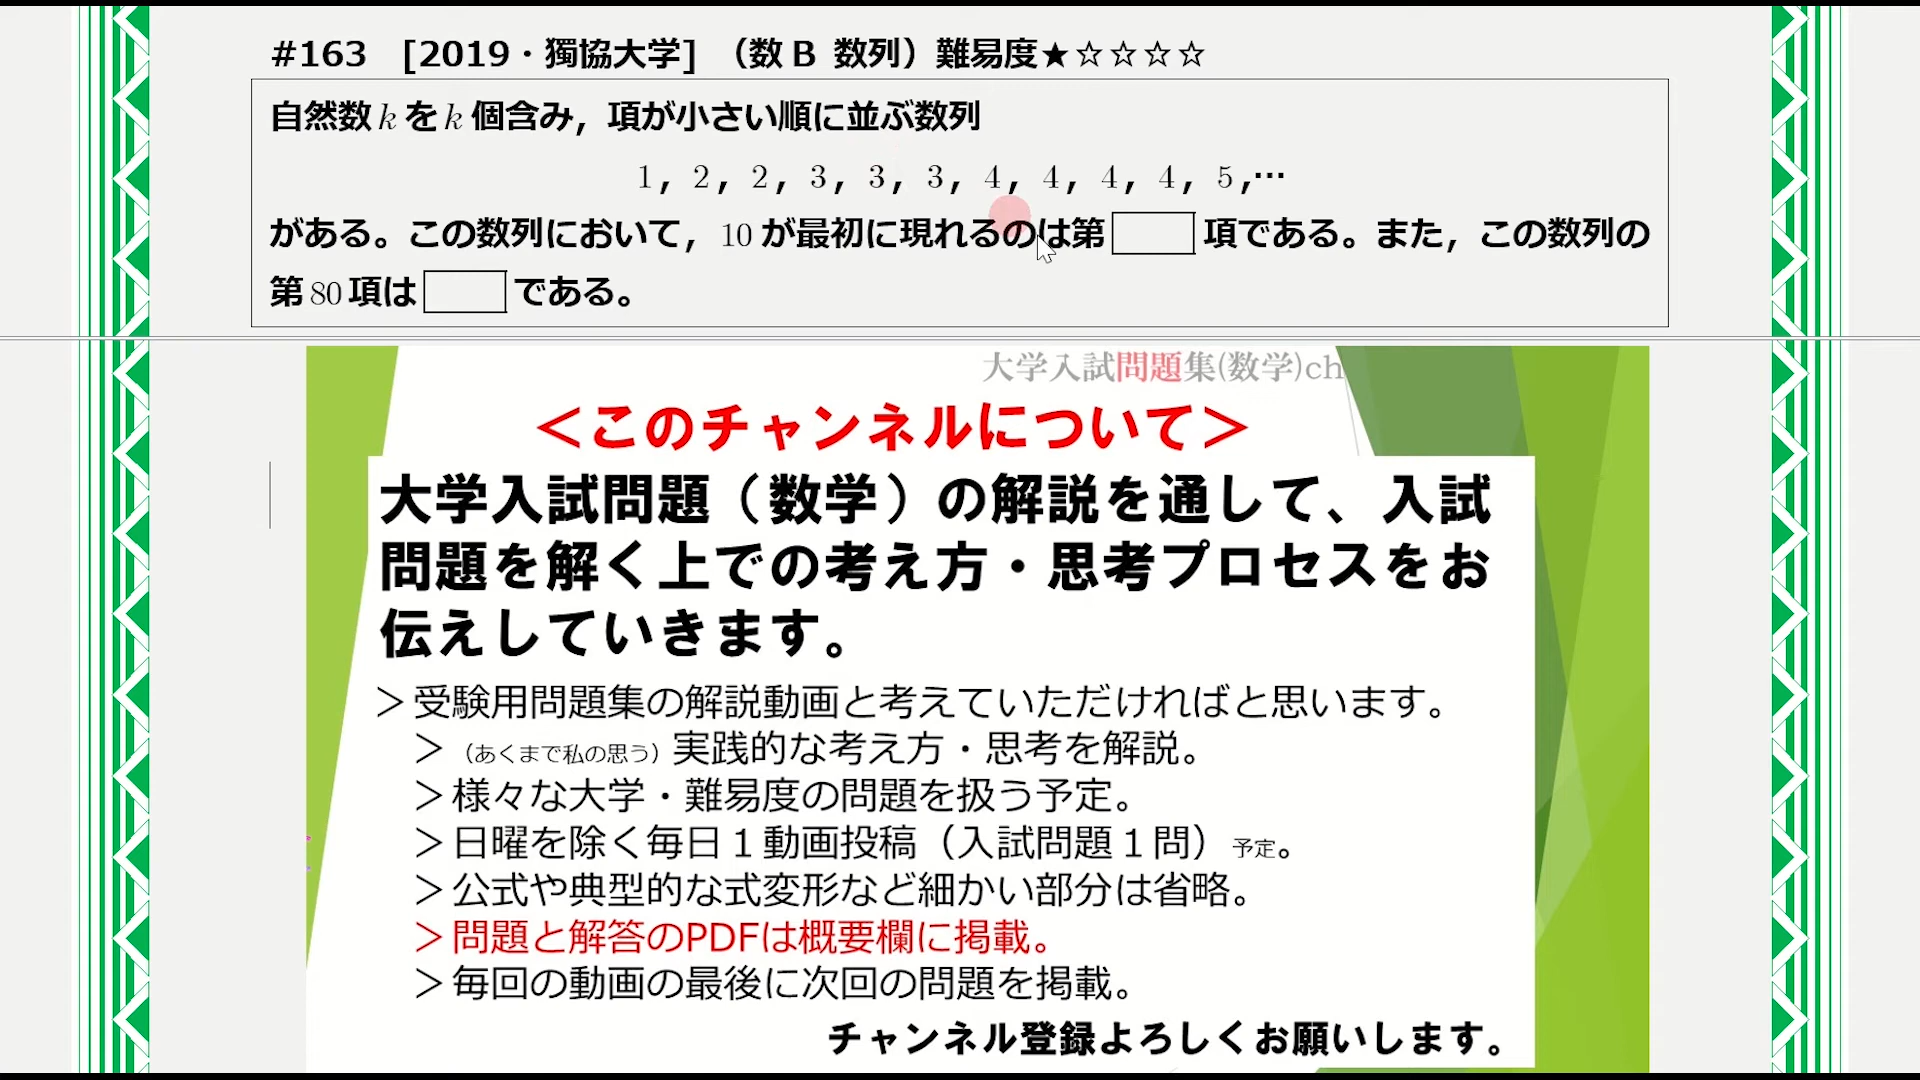 #163 [2019・獨協大学] （数B 数列）難易度★☆☆☆☆
自然数kをk個含み，項が小さい順に並ぶ数列
1，2，2，3，3，3，4，4，4，4，5，…
がある。この数列において，10が最初に現れるのは第 項である。また，この数列の
第80項は である。
大学入試問題集(数学)ch
＜このチャンネルについて＞
大学入試問題（数学）の解説を通して、入試
問題を解く上での考え方・思考プロセスをお
伝えしていきます。
＞受験用問題集の解説動画と考えていただければと思います。
＞（あくまで私の思う）実践的な考え方・思考を解説。
＞様々な大学・難易度の問題を扱う予定。
＞日曜を除く毎日１動画投稿（入試問題１問）予定。
＞公式や典型的な式変形など細かい部分は省略。
＞問題と解答のPDFは概要欄に掲載。
＞毎回の動画の最後に次回の問題を掲載。
チャンネル登録よろしくお願いします。